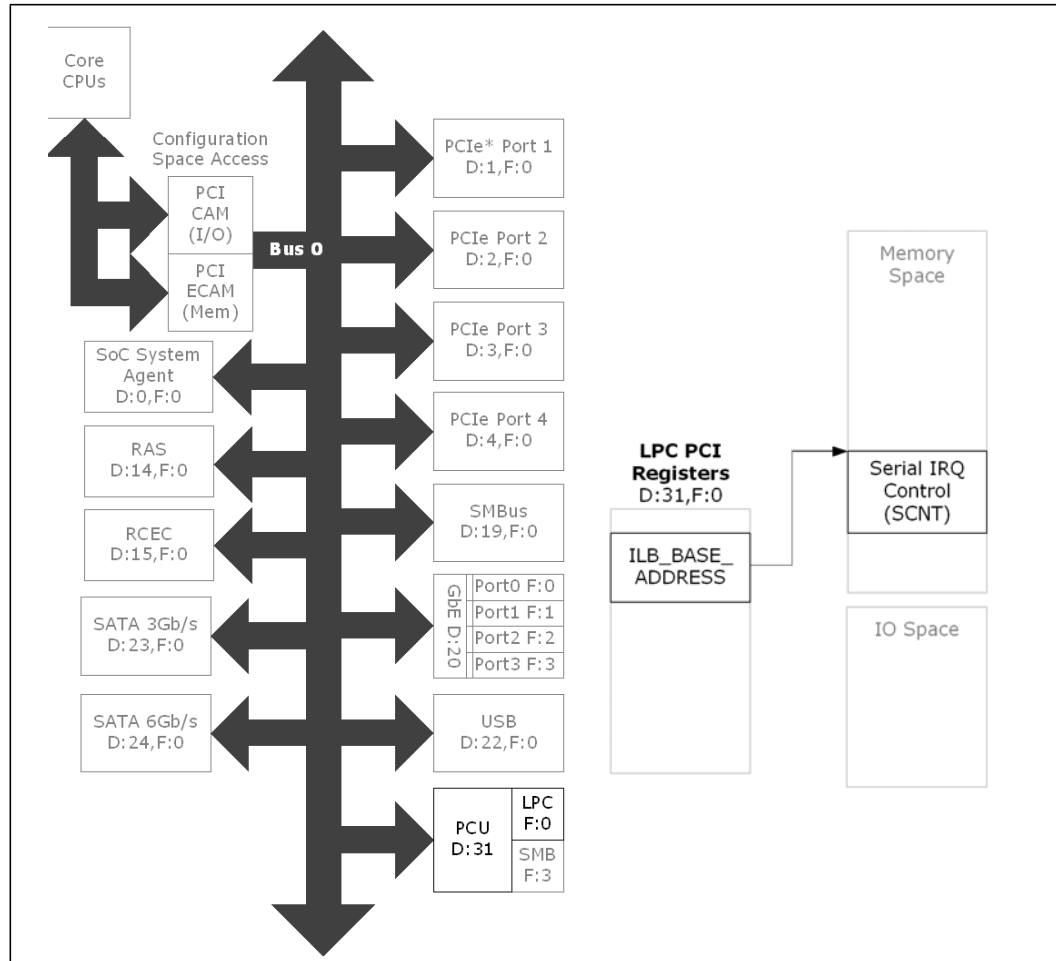 Core
CPUs
Configuration
Space Access
PCI
CAM
(I/O)
PCI
ECAM
(Mem)
Bus 0
SoC System
Agent
D:0,F:0
RAS
D:14,F:0
RCEC
D:15,F:0
SATA 3Gb/s
D:23,F:0
SATA 6Gb/s
D:24,F:0
PCIe* Port 1
D:1,F:0
PCIe Port 2
D:2,F:0
PCIe Port 3
D:3,F:0
PCIe Port 4
D:4,F:0
SMBus
D:19,F:0
GbE D:20
Port0 F:0
Port1 F:1
Port2 F:2
Port3 F:3
USB
D:22,F:0
PCU
D:31
LPC
F:0
SMB
F:3
LPC PCI
Registers
D:31,F:0
ILB_BASE_
ADDRESS
Memory
Space
Serial IRQ
Control
(SCNT)
IO Space